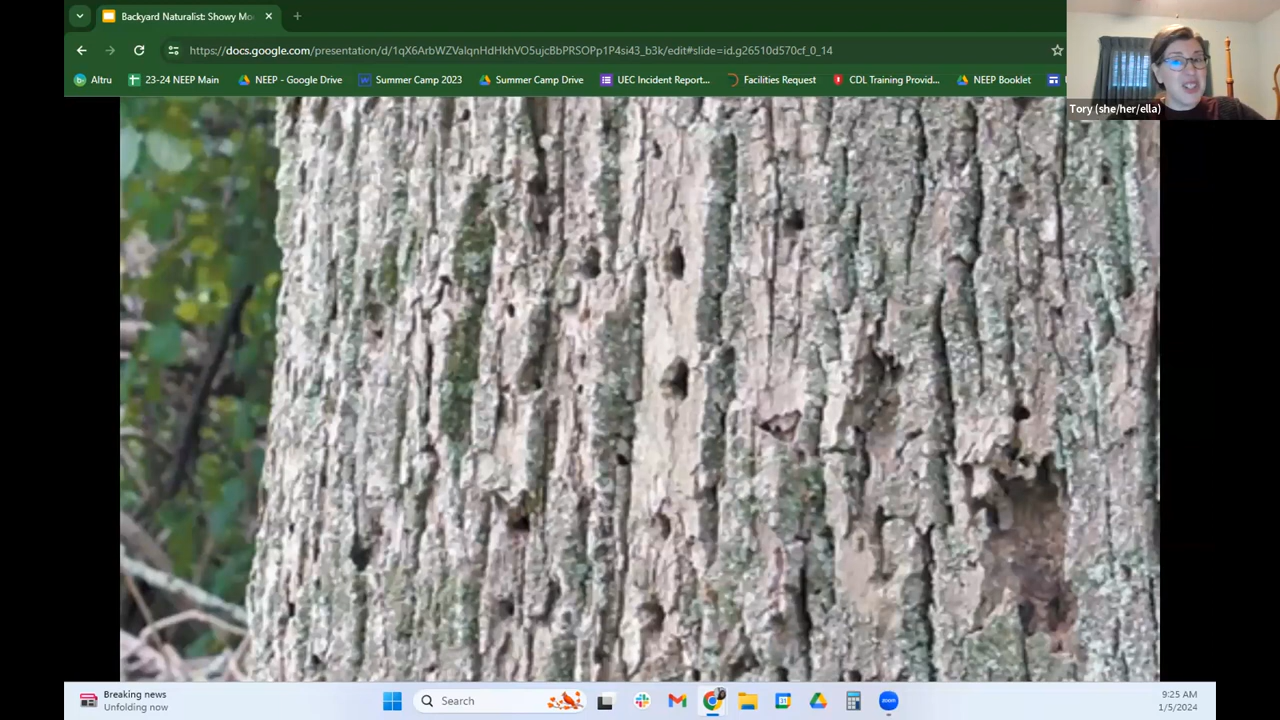 Backyard Naturalist: Showy Mo
https://docs.google.com/presentation/d/1qX6ArbWZValqnHdHkhVO5ujcBbPRSOPp1P4si43_b3k/edit#slide=id.g26510d570cf_0_14
Altru
23-24 NEEP Main
NEEP - Google Drive
Summer Camp 2023
Summer Camp Drive
UEC Incident Report...
Facilities Request
CDL Training Provid...
NEEP Booklet
Tory (she/her/ella)
Breaking news
Unfolding now
Search
zoom
9:25 AM
1/5/2024